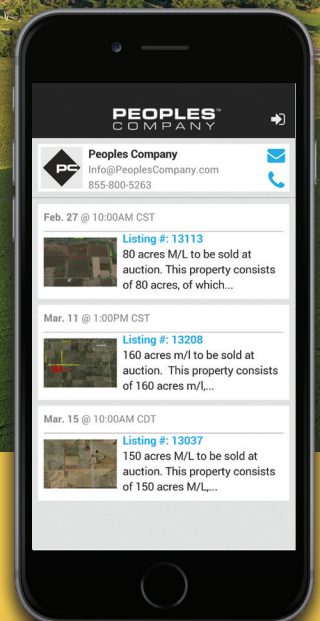 PEOPLES™
COMPANY
PC
Peoples Company
Info@PeoplesCompany.com
855-800-5263
Feb. 27 @ 10:00AM CST
Listing #: 13113
80 acres M/L to be sold at
auction. This property consists
of 80 acres, of which...
Mar. 11 @ 1:00PM CST
Listing #: 13208
160 acres m/l to be sold at
auction.  This property consists
of 160 acres m/l,...
Mar. 15 @ 10:00AM CDT
Listing #: 13037
150 acres M/L to be sold at
auction. This property consists
of 150 acres M/L,...